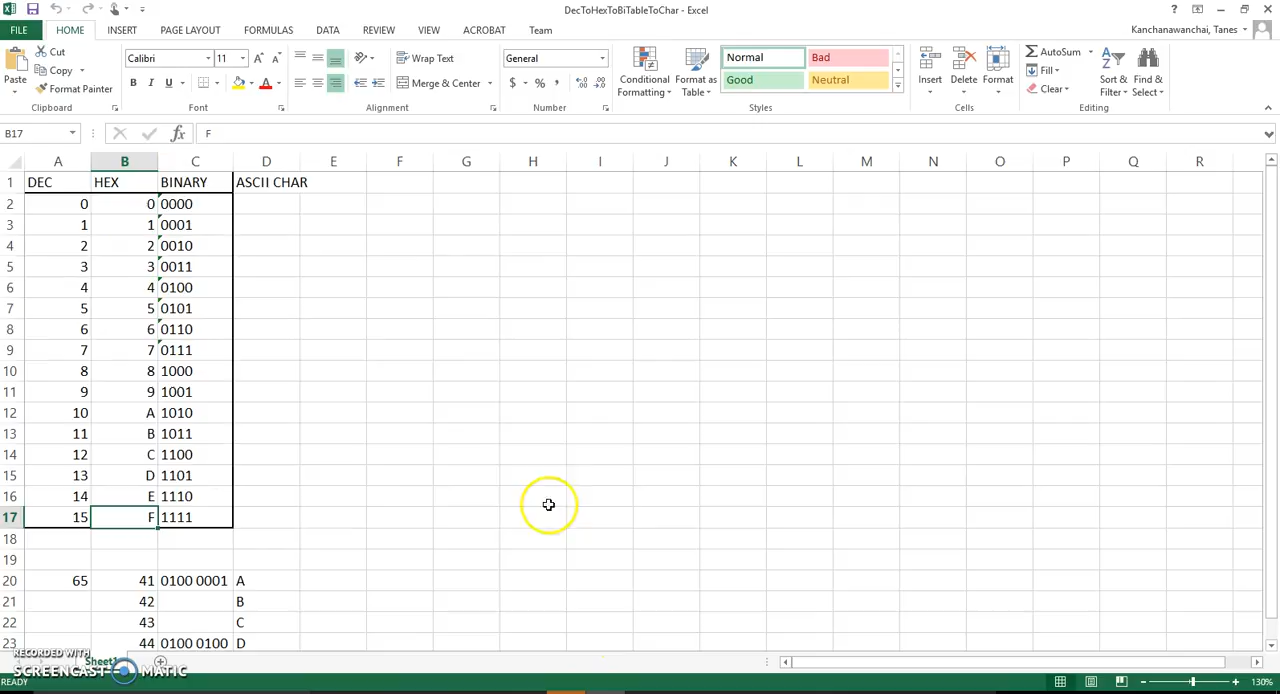 DecToHexToBiTableToChar - Excel
FILE HOME INSERT PAGE LAYOUT FORMULAS DATA REVIEW VIEW ACROBAT Team
Kanchanawanchai, Tanes
Paste
Cut
Copy
Format Painter
Clipboard
Calibri 11
B I U
Font
Wrap Text
Merge & Center
Alignment
General
$ % ,
Number
Conditional Formatting
Format as Table
Normal Bad
Good Neutral
Styles
Insert Delete Format
Cells
AutoSum
Fill
Clear
Sort & Filter
Find & Select
Editing
B17 fx F
A B C D E F G H I J K L M N O P Q R
1 DEC HEX BINARY ASCII CHAR
2 0 0 0000
3 1 1 0001
4 2 2 0010
5 3 3 0011
6 4 4 0100
7 5 5 0101
8 6 6 0110
9 7 7 0111
10 8 8 1000
11 9 9 1001
12 10 A 1010
13 11 B 1011
14 12 C 1100
15 13 D 1101
16 14 E 1110
17 15 F 1111
18
19
20 65 41 0100 0001 A
21 42 B
22 43 C
23 44 0100 0100 D
Sheet1
RECORDED WITH
SCREENCAST MATIC
READY
130%